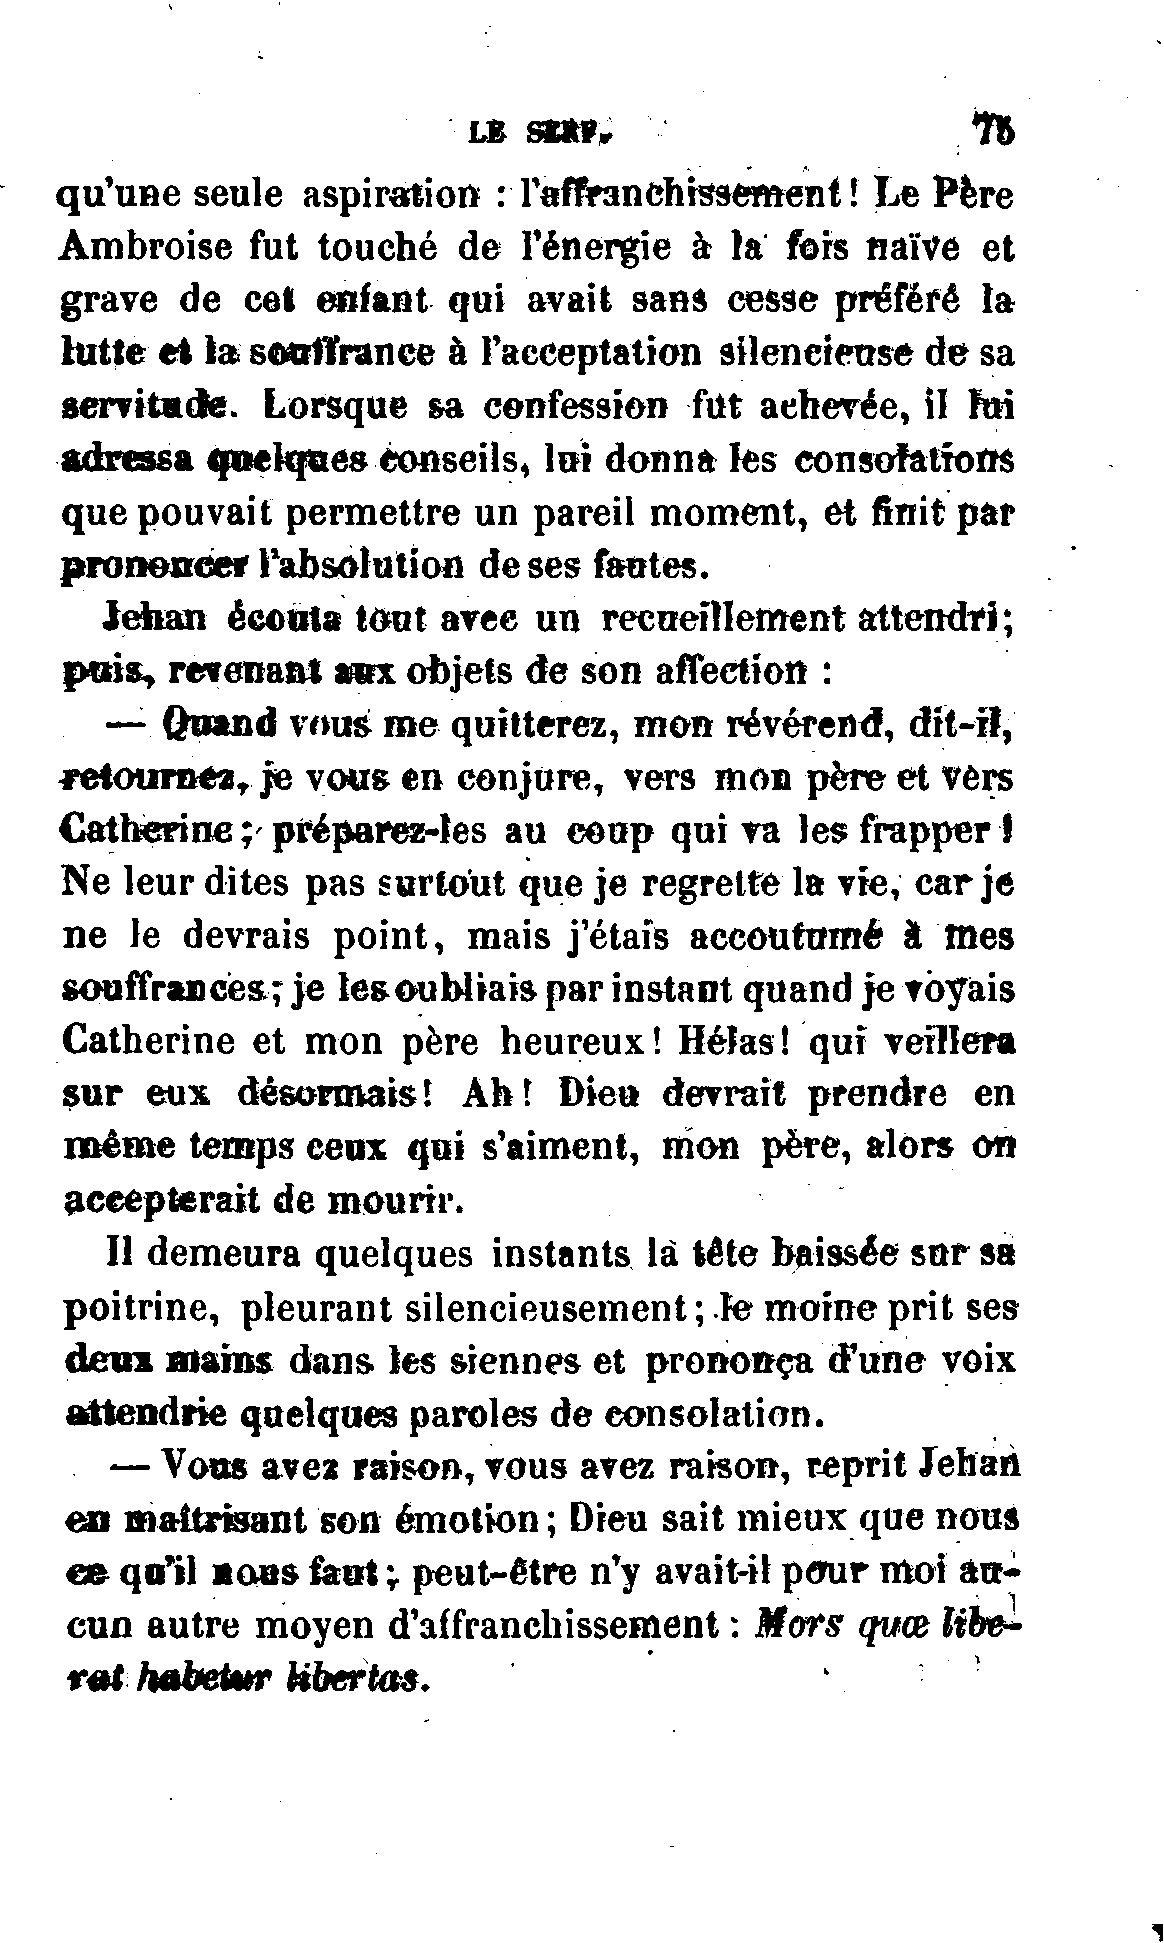 LE SERF. 75
qu'une seule aspiration : l'affranchissement! Le Père
Ambroise fut touché de l'énergie à la fois naïve et
grave de cet enfant qui avait sans cesse préféré la
lutte et la souffrance à l'acceptation silencieuse de sa
servitude. Lorsque sa confession fut achevée, il lui
adressa quelques conseils, lui donna les consolations
que pouvait permettre un pareil moment, et finit par
prononcer l'absolution de ses fautes.
Jehan écouta tout avec un recueillement attendri;
puis, revenant aux objets de son affection :
— Quand vous me quitterez, mon révérend, dit-il,
retournez, je vous en conjure, vers mon père et vers
Catherine; préparez-les au coup qui va les frapper!
Ne leur dites pas surtout que je regrette la vie, car je
ne le devrais point, mais j'étais accoutumé à mes
souffrances; je les oubliais par instant quand je voyais
Catherine et mon père heureux! Hélas! qui veillera
sur eux désormais! Ah! Dieu devrait prendre en
même temps ceux qui s'aiment, mon père, alors on
accepterait de mourir.
Il demeura quelques instants la tête baissée sur sa
poitrine, pleurant silencieusement; le moine prit ses
deux mains dans les siennes et prononça d'une voix
attendrie quelques paroles de consolation.
— Vous avez raison, vous avez raison, reprit Jehan
en maîtrisant son émotion; Dieu sait mieux que nous
ce qu'il nous faut; peut-être n'y avait-il pour moi au-
cun autre moyen d'affranchissement : Mors quæ libe-
rat habetur libertas.